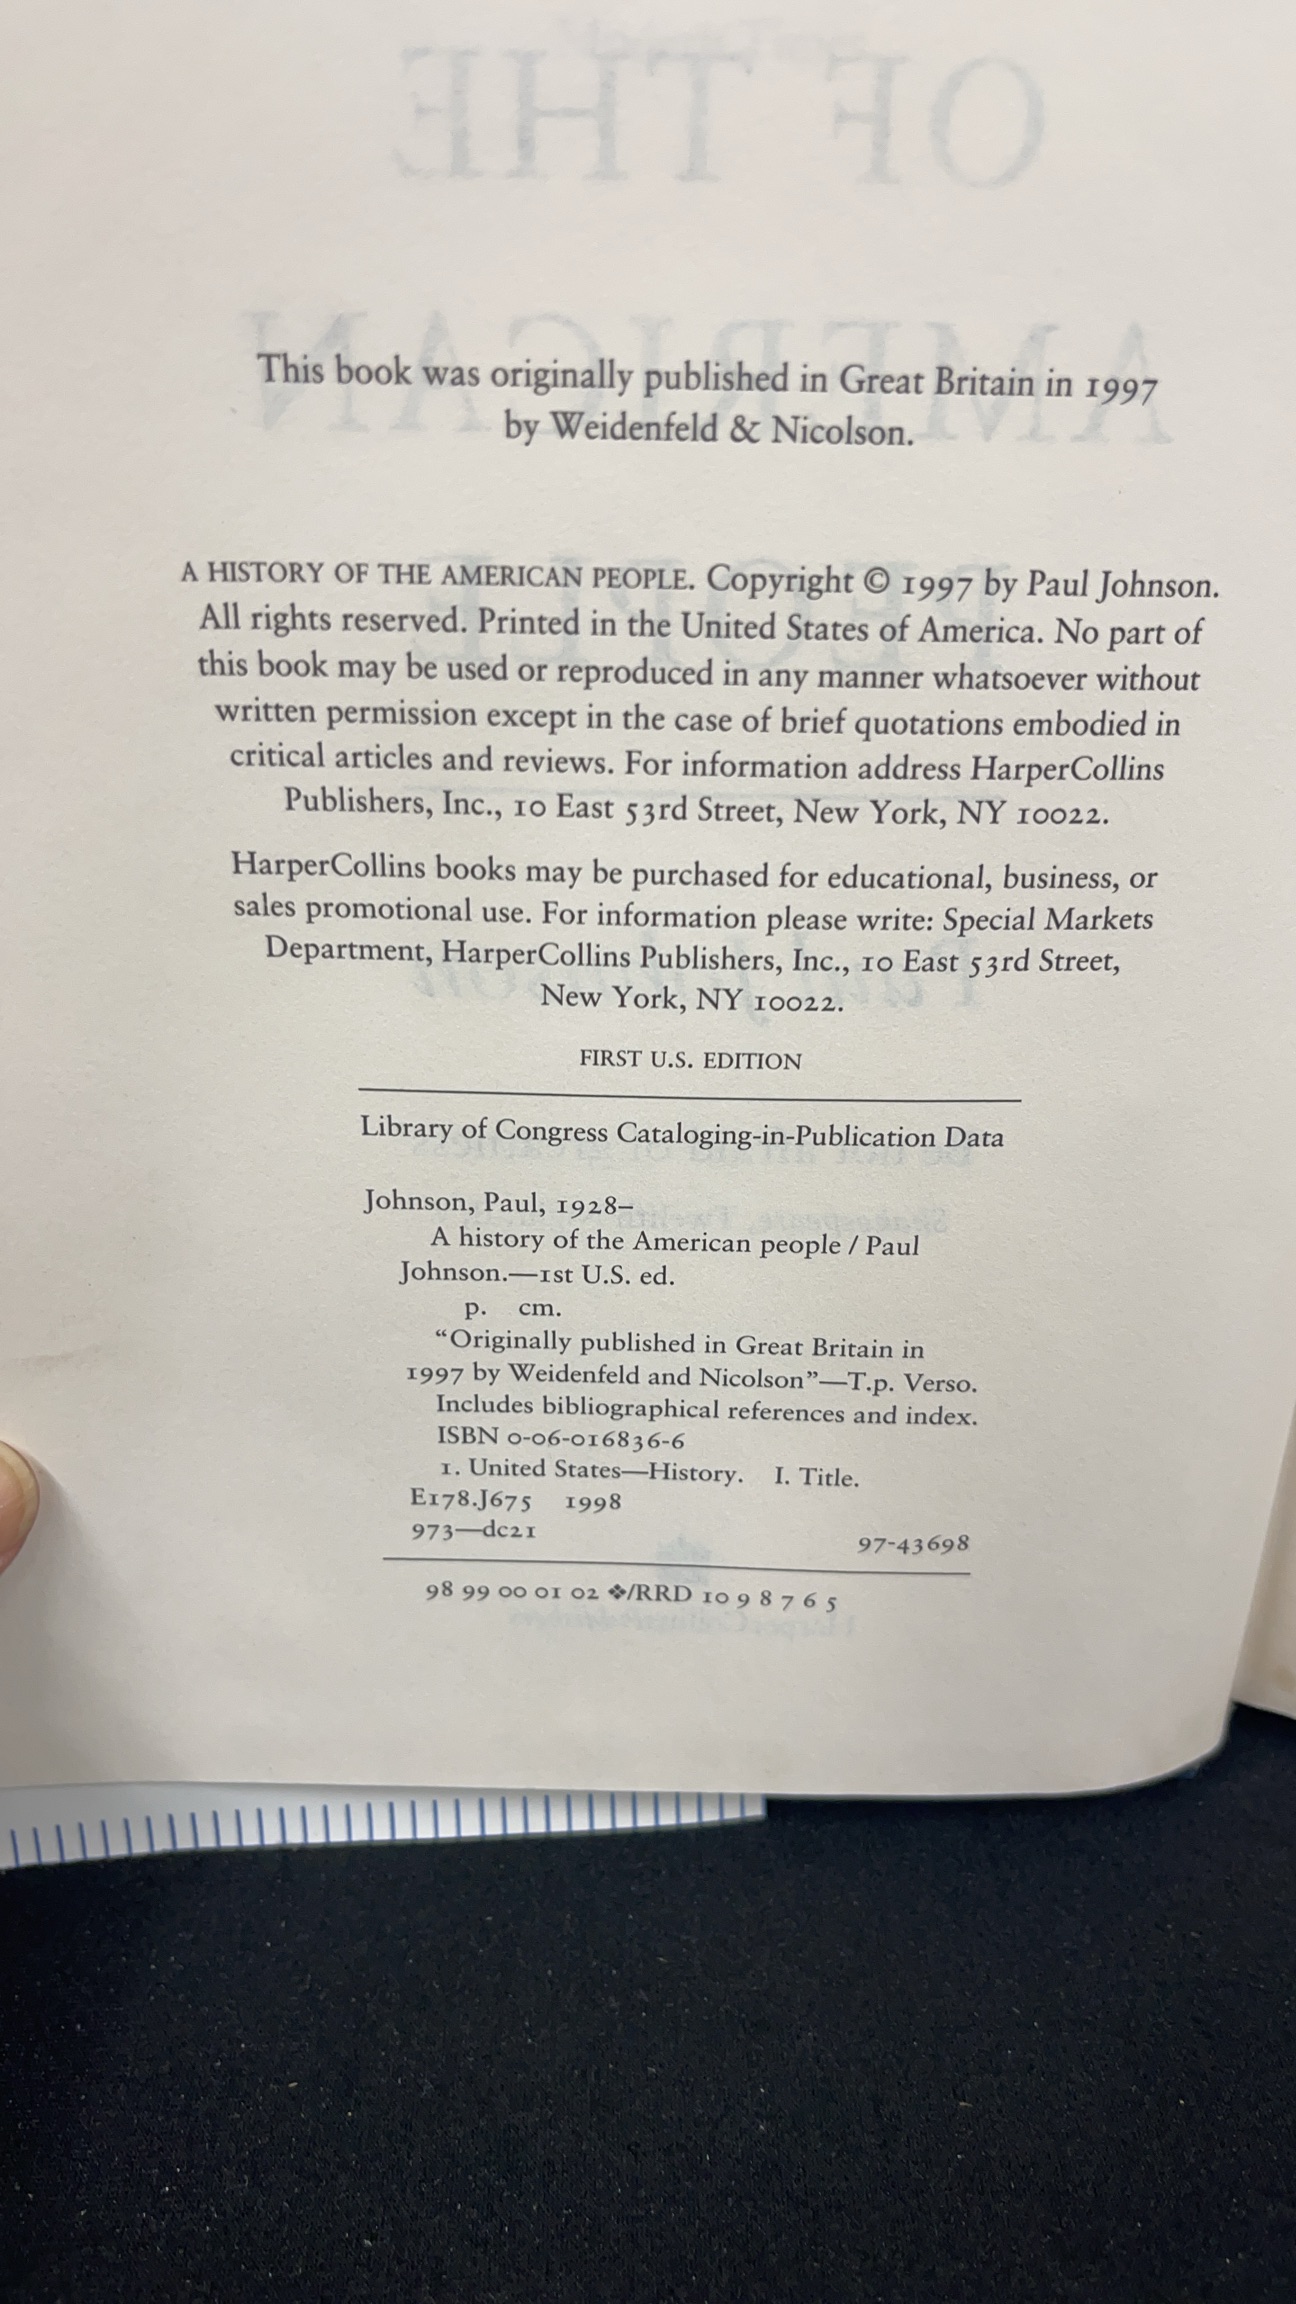 This book was originally published in Great Britain in 1997
by Weidenfeld & Nicolson.
A HISTORY OF THE AMERICAN PEOPLE. Copyright © 1997 by Paul Johnson.
All rights reserved. Printed in the United States of America. No part of
this book may be used or reproduced in any manner whatsoever without
written permission except in the case of brief quotations embodied in
critical articles and reviews. For information address HarperCollins
Publishers, Inc., 10 East 53rd Street, New York, NY 10022.
HarperCollins books may be purchased for educational, business, or
sales promotional use. For information please write: Special Markets
Department, HarperCollins Publishers, Inc., 10 East 53rd Street,
New York, NY 10022.
FIRST U.S. EDITION
Library of Congress Cataloging-in-Publication Data
Johnson, Paul, 1928–
A history of the American people / Paul
Johnson.—1st U.S. ed.
p. cm.
“Originally published in Great Britain in
1997 by Weidenfeld and Nicolson”—T.p. Verso.
Includes bibliographical references and index.
ISBN 0-06-016836-6
1. United States—History. I. Title.
E178.J675 1998
973—dc21 97-43698
98 99 00 01 02 ❖/RRD 10 9 8 7 6 5